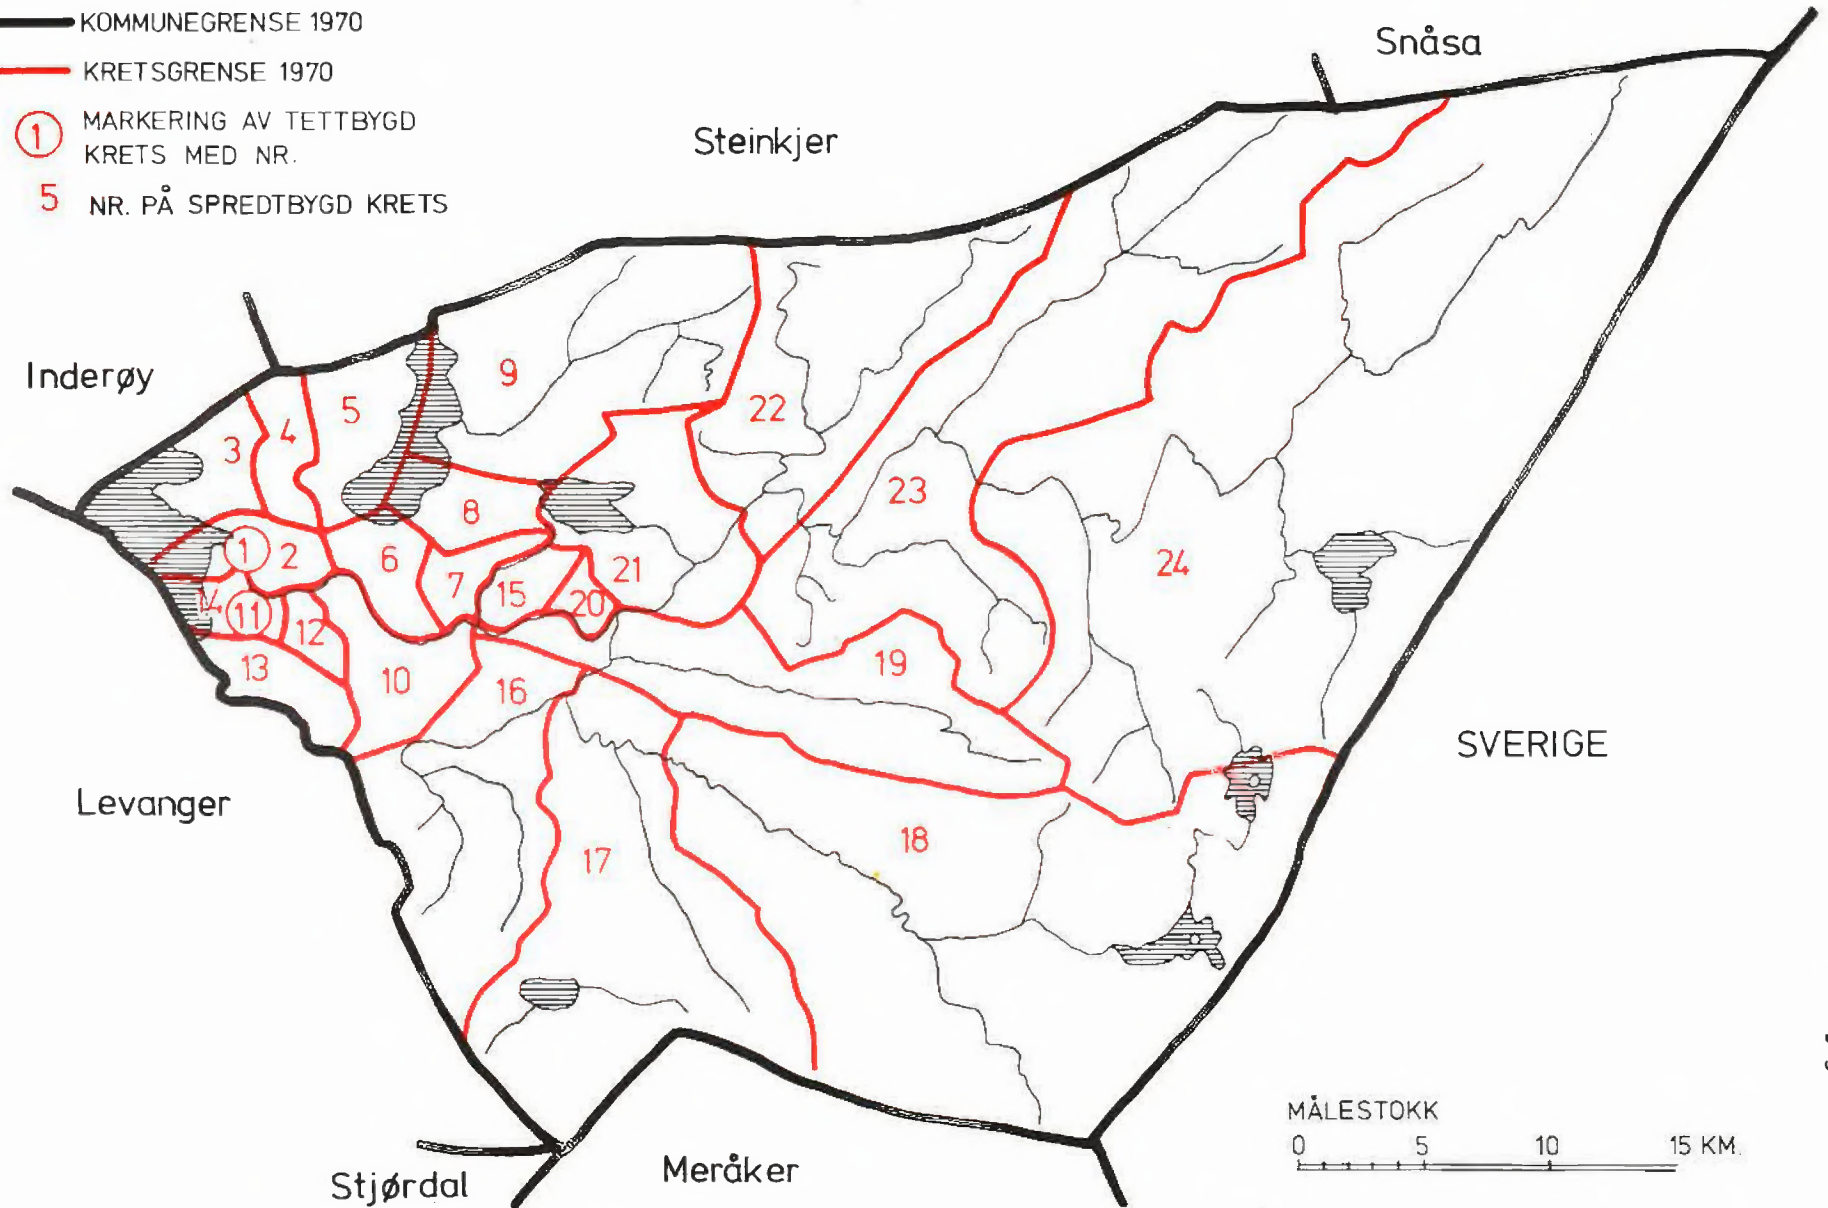 KOMMUNEGRENSE 1970
KRETSGRENSE 1970
1 MARKERING AV TETTBYGD
KRETS MED NR.
5 NR. PÅ SPREDTBYGD KRETS
Snåsa
Steinkjer
Inderøy
9
5
22
4
3
23
8
1
2
6
24
21
7
15
20
14
11
12
19
13
10
16
SVERIGE
Levanger
18
17
MÅLESTOKK
0 5 10 15 KM.
Meråker
Stjørdal